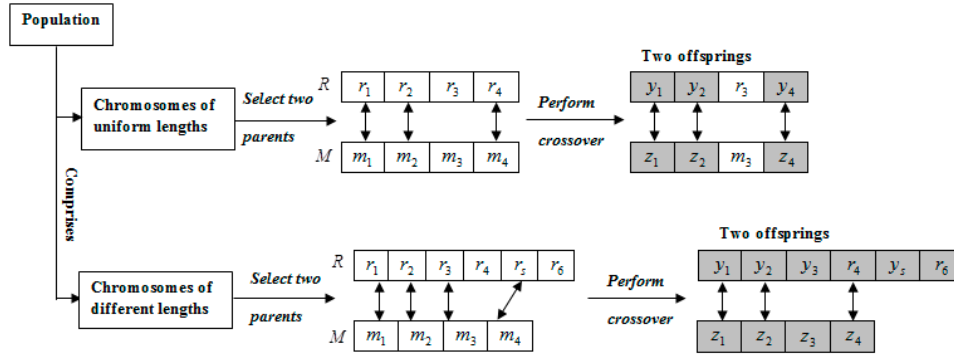 Population
Comprises
Chromosomes of
uniform lengths
Select two
parents
R r₁ r₂ r₃ r₄
M m₁ m₂ m₃ m₄
Perform
crossover
Two offsprings
y₁ y₂ r₃ y₄
z₁ z₂ m₃ z₄
Chromosomes of
different lengths
Select two
parents
R r₁ r₂ r₃ r₄ rₛ r₆
M m₁ m₂ m₃ m₄
Perform
crossover
Two offsprings
y₁ y₂ y₃ r₄ yₛ r₆
z₁ z₂ z₃ z₄